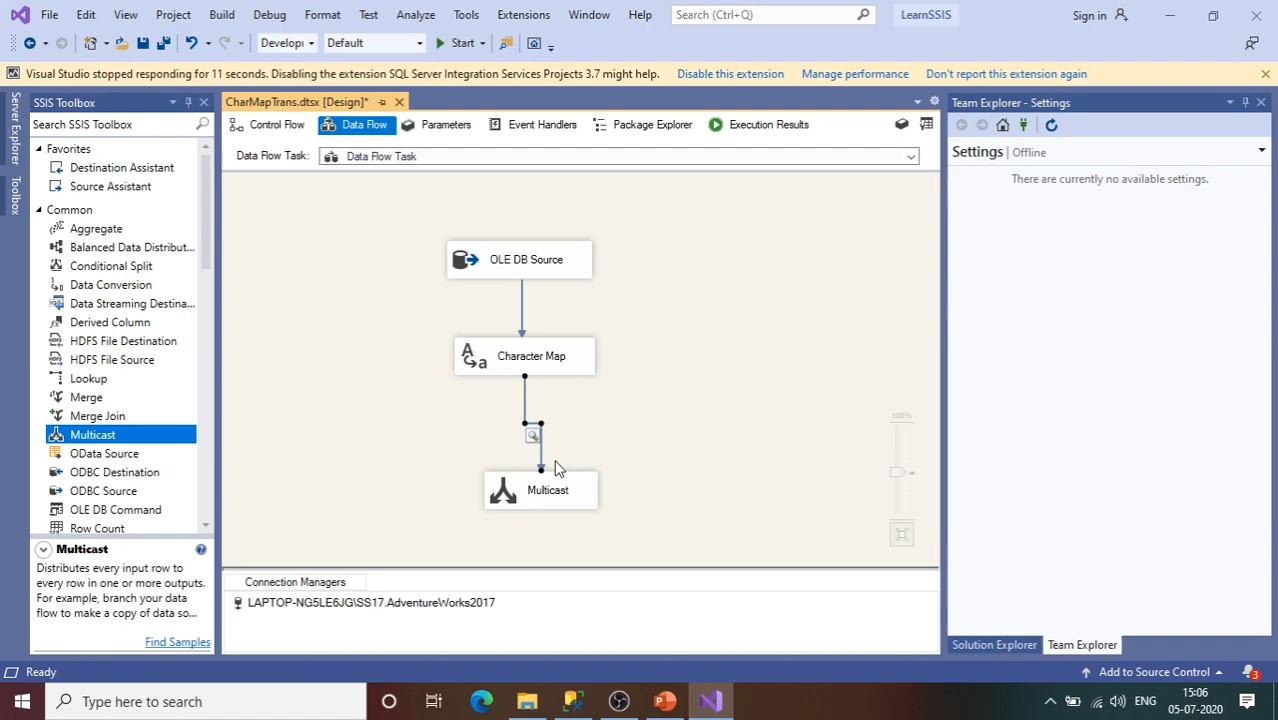 File Edit View Project Build Debug Format Test Analyze Tools Extensions Window Help Search (Ctrl+Q) LearnSSIS Sign in
Developi Default Start
Visual Studio stopped responding for 11 seconds. Disabling the extension SQL Server Integration Services Projects 3.7 might help. Disable this extension Manage performance Don't report this extension again
Server Explorer
Toolbox
SSIS Toolbox
Search SSIS Toolbox
Favorites
Destination Assistant
Source Assistant
Common
Aggregate
Balanced Data Distribut...
Conditional Split
Data Conversion
Data Streaming Destina...
Derived Column
HDFS File Destination
HDFS File Source
Lookup
Merge
Merge Join
Multicast
OData Source
ODBC Destination
ODBC Source
OLE DB Command
Row Count
Multicast
Distributes every input row to
every row in one or more outputs.
For example, branch your data
flow to make a copy of data so...
Find Samples
CharMapTrans.dtsx [Design]*
Control Flow Data Flow Parameters Event Handlers Package Explorer Execution Results
Data Flow Task: Data Flow Task
OLE DB Source
Character Map
Multicast
100%
Connection Managers
LAPTOP-NG5LE6JG\SS17.AdventureWorks2017
Team Explorer - Settings
Settings | Offline
There are currently no available settings.
Solution Explorer Team Explorer
Ready Add to Source Control 3
Type here to search
ENG
15:06
05-07-2020